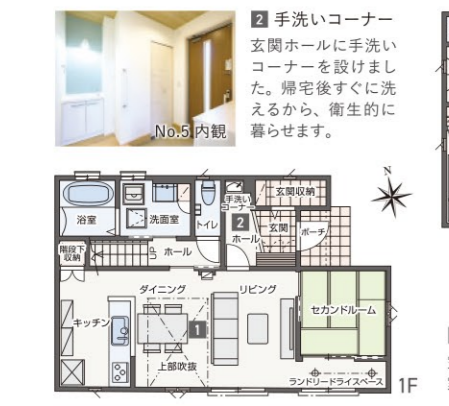 2 手洗いコーナー
玄関ホールに手洗い
コーナーを設けまし
た。帰宅後すぐに洗
えるから、衛生的に
暮らせます。
No.5 内観
N
浴室
洗面室
トイレ
手洗い
コーナー
2
ホール
玄関収納
玄関
ポーチ
階段下
収納
ホール
ダイニング
リビング
キッチン
1
上部吹抜
セカンドルーム
ランドリードライスペース
1F